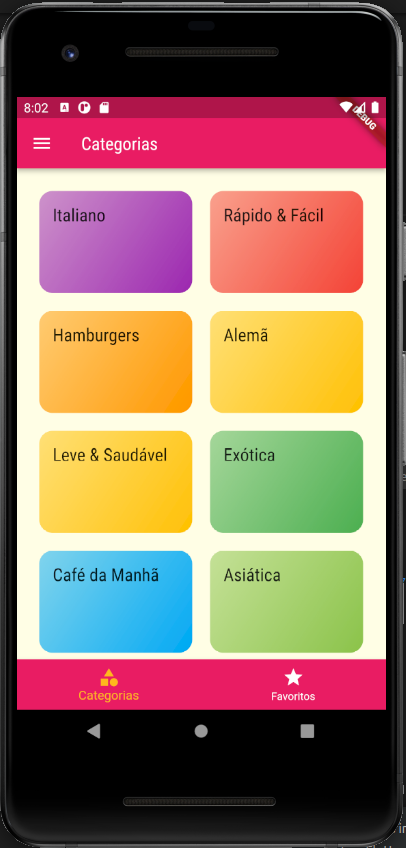 8:02
DEBUG
Categorias
Italiano
Rápido & Fácil
Hamburgers
Alemã
Leve & Saudável
Exótica
Café da Manhã
Asiática
Categorias
Favoritos